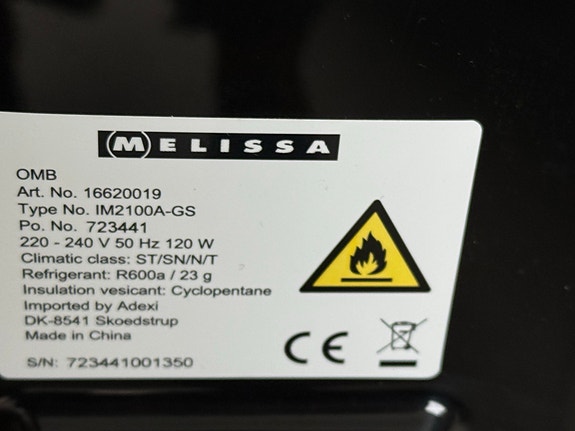 MELISSA
OMB
Art. No. 16620019
Type No. IM2100A-GS
Po. No. 723441
220 - 240 V 50 Hz 120 W
Climatic class: ST/SN/N/T
Refrigerant: R600a / 23 g
Insulation vesicant: Cyclopentane
Imported by Adexi
DK-8541 Skoedstrup
Made in China
S/N: 723441001350
CE